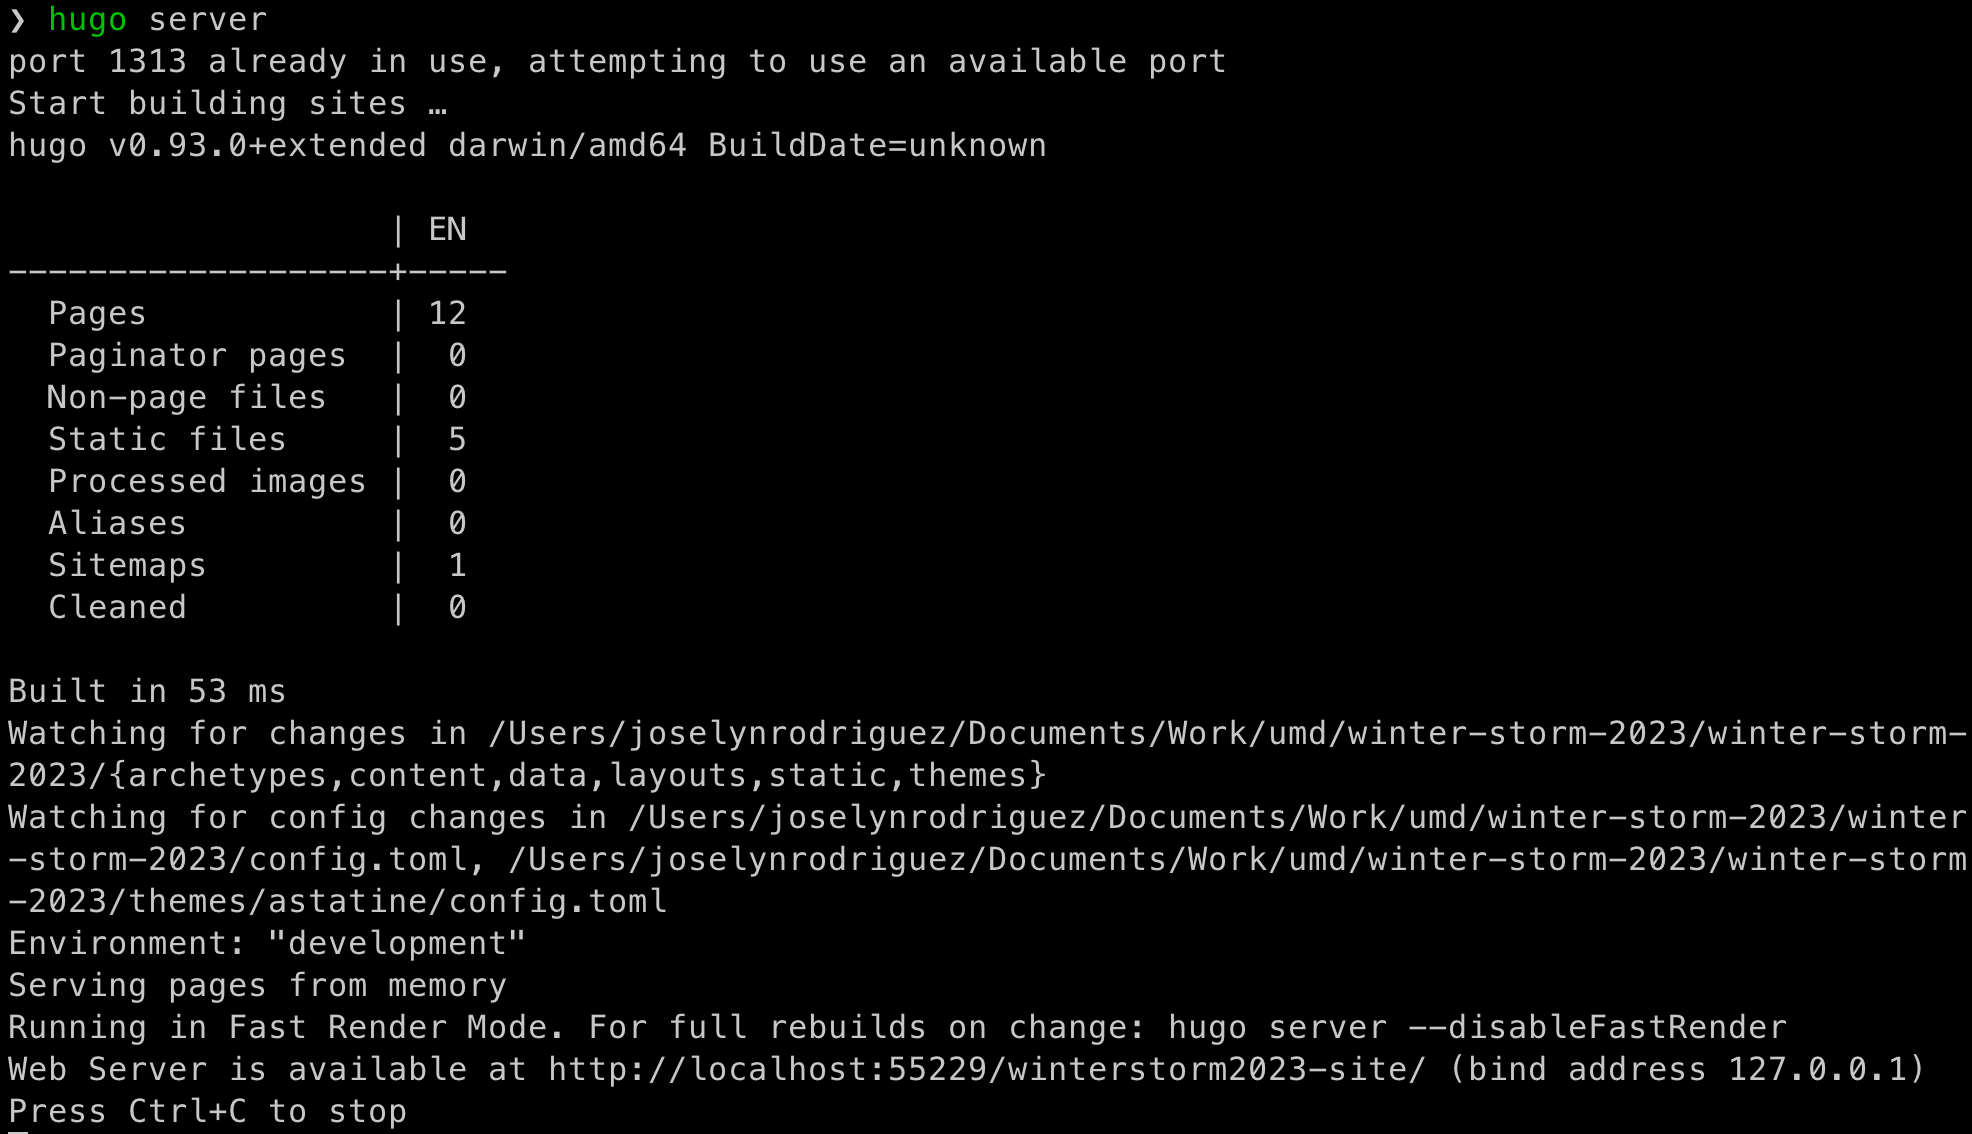 ❯ hugo server
port 1313 already in use, attempting to use an available port
Start building sites …
hugo v0.93.0+extended darwin/amd64 BuildDate=unknown

                   | EN
-------------------+-----
  Pages            | 12
  Paginator pages  |  0
  Non-page files   |  0
  Static files     |  5
  Processed images |  0
  Aliases          |  0
  Sitemaps         |  1
  Cleaned          |  0

Built in 53 ms
Watching for changes in /Users/joselynrodriguez/Documents/Work/umd/winter-storm-2023/winter-storm-
2023/{archetypes,content,data,layouts,static,themes}
Watching for config changes in /Users/joselynrodriguez/Documents/Work/umd/winter-storm-2023/winter
-storm-2023/config.toml, /Users/joselynrodriguez/Documents/Work/umd/winter-storm-2023/winter-storm
-2023/themes/astatine/config.toml
Environment: "development"
Serving pages from memory
Running in Fast Render Mode. For full rebuilds on change: hugo server --disableFastRender
Web Server is available at http://localhost:55229/winterstorm2023-site/ (bind address 127.0.0.1)
Press Ctrl+C to stop